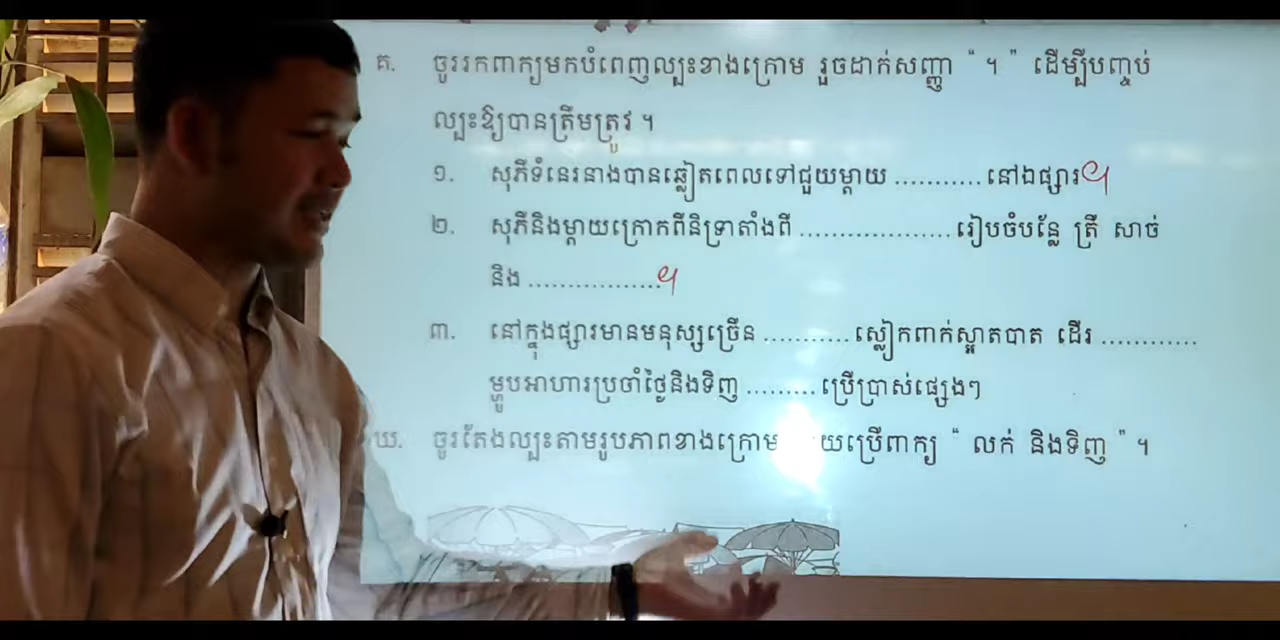 គ. ចូររកពាក្យមកបំពេញល្បះខាងក្រោម រួចដាក់សញ្ញា “ ។ ” ដើម្បីបញ្ចប់
ល្បះឱ្យបានត្រឹមត្រូវ ។
១. សុភីទំនេរនាងបានឆ្លៀតពេលទៅជួយម្ដាយ ........... នៅឯផ្សារ។
២. សុភីនិងម្ដាយក្រោកពីនិទ្រាតាំងពី ................... រៀបចំបន្លែ ត្រី សាច់
និង .................។
៣. នៅក្នុងផ្សារមានមនុស្សច្រើន ........... ស្លៀកពាក់ស្អាតបាត ដើរ ............
ម្ហូបអាហារប្រចាំថ្ងៃនិងទិញ ......... ប្រើប្រាស់ផ្សេងៗ
ឃ. ចូរតែងល្បះតាមរូបភាពខាងក្រោម យប្រើពាក្យ “ លក់ និងទិញ ” ។